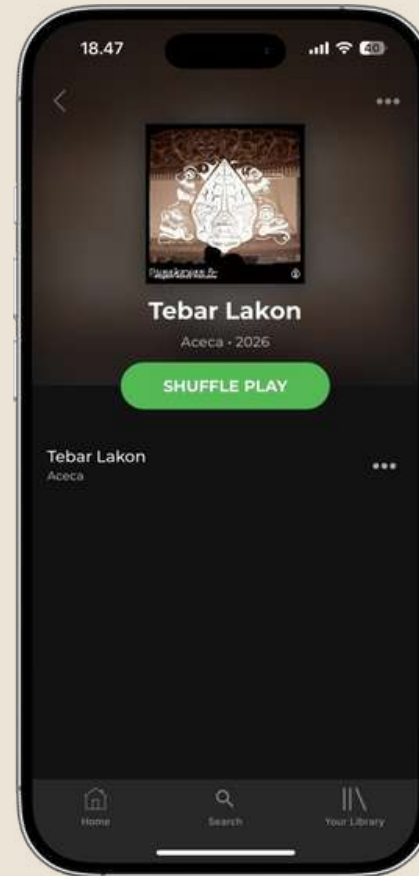 18.47
40
Tebar Lakon
Aceca • 2026
SHUFFLE PLAY
Tebar Lakon
Aceca
Home
Search
Your Library